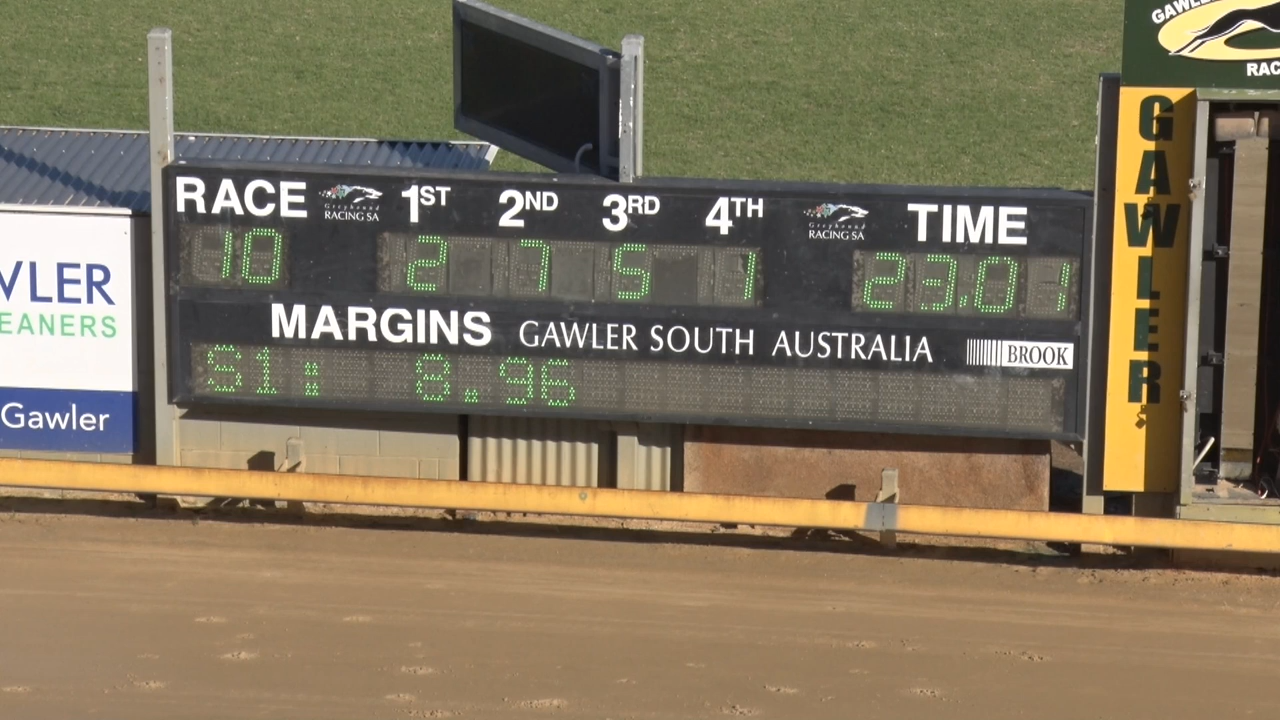 GAWLER
RAC
RACE 1ST 2ND 3RD 4TH TIME
Greyhound RACING SA
Greyhound RACING SA
10 2 7 5 1 23.01
MARGINS GAWLER SOUTH AUSTRALIA BROOK
S1: 8.96
WLER
EANERS
Gawler
GAWLER